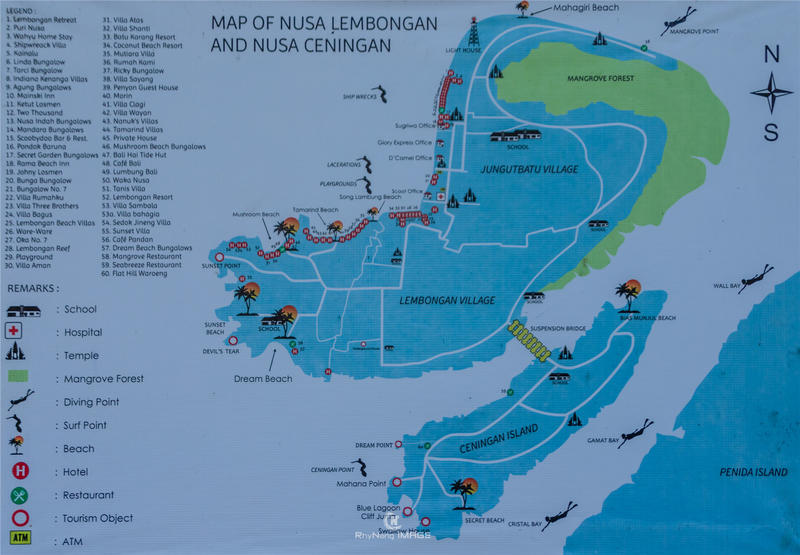 LEGEND :
1. Lembongan Retreat
2. Puri Nusa
3. Wahyu Home Stay
4. Shipwreck Villa
5. Kainalu
6. Linda Bungalow
7. Tarci Bungalow
8. Indiana Kenanga Villas
9. Agung Bungalows
10. Mainski Inn
11. Ketut Losmen
12. Two Thousand
13. Nusa Indah Bungalows
14. Mandara Bungalows
15. Scoobydoo Bar & Rest.
16. Pondok Baruna
17. Secret Garden Bungalows
18. Rama Beach Inn
19. Johny Losmen
20. Bunga Bungalow
21. Bungalow No. 7
22. Villa Rumahku
23. Villa Three Brothers
24. Villa Bagus
25. Lembongan Beach Villas
26. Ware-Ware
27. Oka No. 7
28. Lembongan Reef
29. Playground
30. Villa Aman
31. Villa Atas
32. Villa Shanti
33. Batu Karang Resort
34. Coconut Beach Resort
35. Mutiara Villa
36. Rumah Kami
37. Ricky Bungalow
38. Villa Sayang
39. Penyon Guest House
40. Morin
41. Villa Clagi
42. Villa Wayan
43. Nanuk's Villas
44. Tamarind Villas
45. Private House
46. Mushroom Beach Bungalows
47. Bali Hai Tide Hut
48. Café Bali
49. Lumbung Bali
50. Waka Nusa
51. Tanis Villa
52. Lembongan Resort
53. Villa Sambala
53a. Villa bahagia
54. Sedok Jineng Villa
55. Sunset Villa
56. Café Pandan
57. Dream Beach Bungalows
58. Mangrove Restaurant
59. Seabreeze Restaurant
60. Flat Hill Waroeng
REMARKS :
: School
: Hospital
: Temple
: Mangrove Forest
: Diving Point
: Surf Point
: Beach
H : Hotel
: Restaurant
: Tourism Object
ATM : ATM
MAP OF NUSA LEMBONGAN
AND NUSA CENINGAN
Mahagiri Beach
MANGROVE POINT
LIGHT HOUSE
N
S
MANGROVE FOREST
SHIP WRECKS
Sugriwa Office
SCHOOL
Glory Express Office
D'Camel Office
JUNGUTBATU VILLAGE
LACERATIONS
PLAYGROUNDS
Scoot Office
Song Lambung Beach
Tamarind Beach
Mushroom Beach
SCHOOL
SUNSET POINT
WALL BAY
LEMBONGAN VILLAGE
SCHOOL
BIAS MUNJUL BEACH
SUNSET
BEACH
SCHOOL
SUSPENSION BRIDGE
DEVIL'S TEAR
Dream Beach
SCHOOL
CENINGAN ISLAND
DREAM POINT
GAMAT BAY
CENINGAN POINT
Mahana Point
PENIDA ISLAND
Blue Lagoon
Cliff Jump
SECRET BEACH
CRISTAL BAY
Swallow House
RhyNang IMAGE